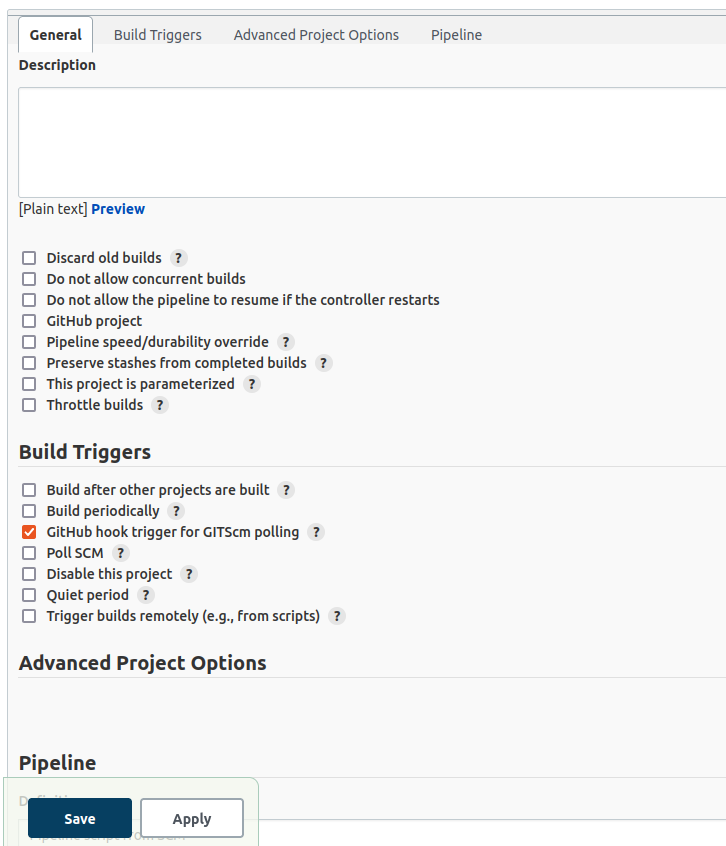 General Build Triggers Advanced Project Options Pipeline
Description
[Plain text] Preview
Discard old builds ?
Do not allow concurrent builds
Do not allow the pipeline to resume if the controller restarts
GitHub project
Pipeline speed/durability override ?
Preserve stashes from completed builds ?
This project is parameterized ?
Throttle builds ?
Build Triggers
Build after other projects are built ?
Build periodically ?
GitHub hook trigger for GITScm polling ?
Poll SCM ?
Disable this project ?
Quiet period ?
Trigger builds remotely (e.g., from scripts) ?
Advanced Project Options
Pipeline
Save Apply